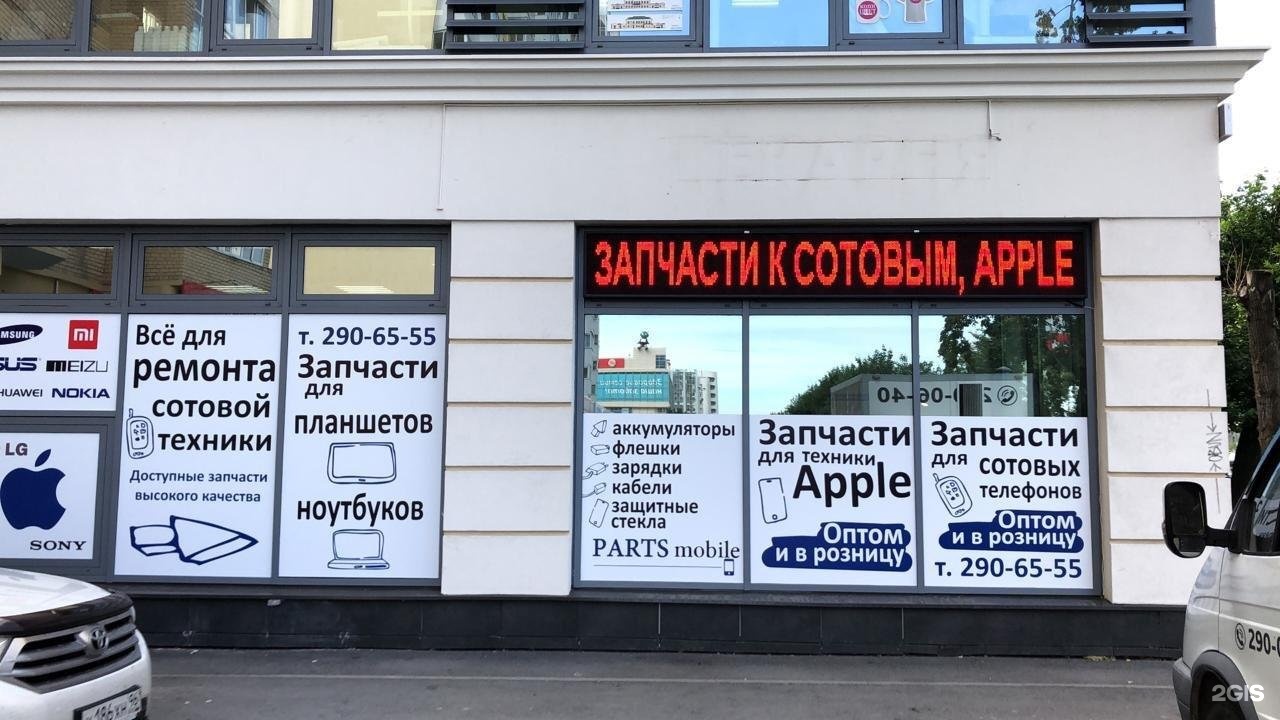 ЗАПЧАСТИ К СОТОВЫМ, APPLE
SAMSUNG
mi
MEIZU
HUAWEI NOKIA
LG
SONY
Всё для
ремонта
сотовой
техники
Доступные запчасти
высокого качества
т. 290-65-55
Запчасти
для
планшетов
ноутбуков
аккумуляторы
флешки
зарядки
кабели
защитные
стекла
PARTS mobile
Запчасти
для техники
Apple
Оптом
и в розницу
Запчасти
для сотовых
телефонов
Оптом
и в розницу
т. 290-65-55
290-
2GIS